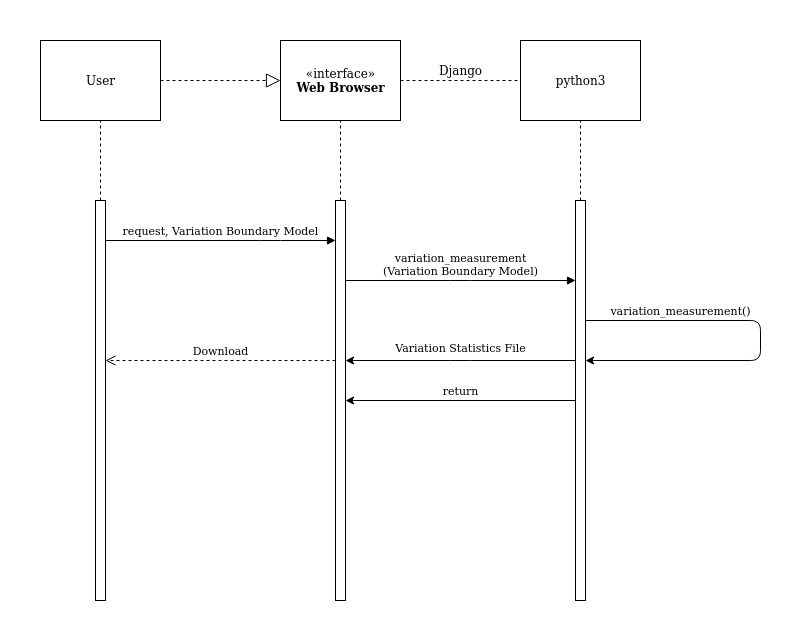 User
«interface»
Web Browser
Django
python3
request, Variation Boundary Model
variation_measurement
(Variation Boundary Model)
variation_measurement()
Variation Statistics File
Download
return